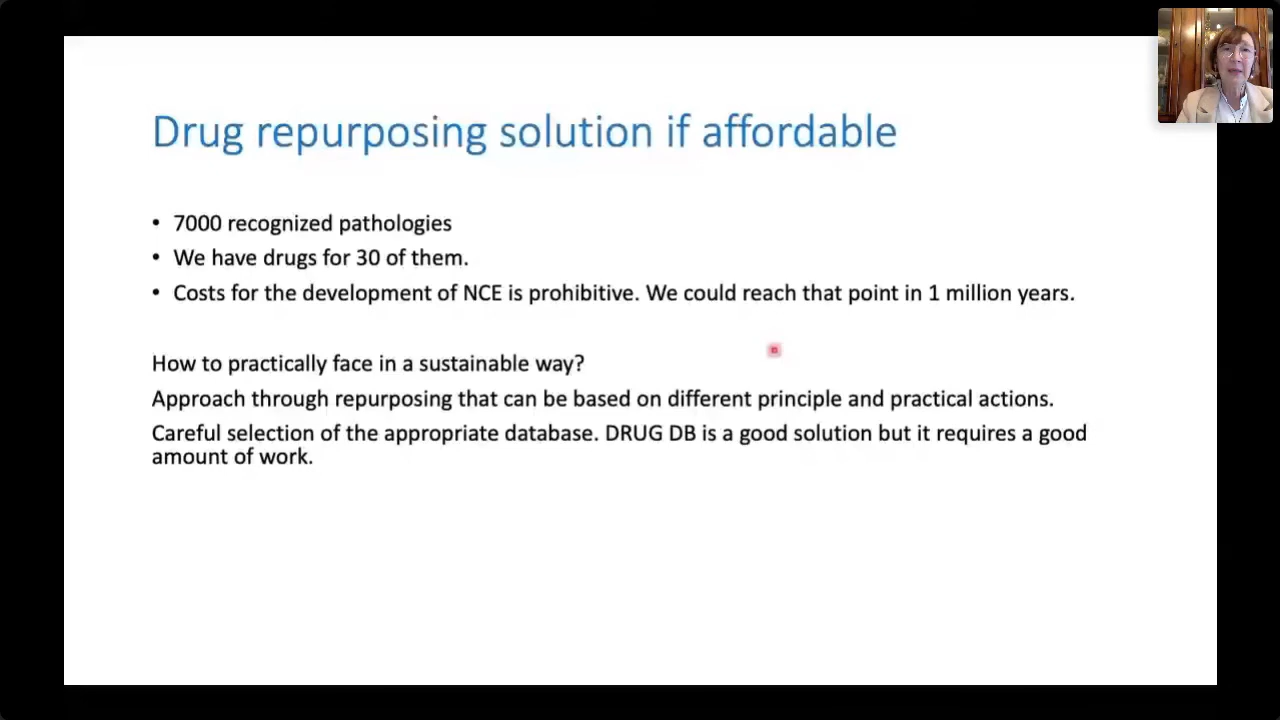 Drug repurposing solution if affordable
• 7000 recognized pathologies
• We have drugs for 30 of them.
• Costs for the development of NCE is prohibitive. We could reach that point in 1 million years.
How to practically face in a sustainable way?
Approach through repurposing that can be based on different principle and practical actions.
Careful selection of the appropriate database. DRUG DB is a good solution but it requires a good
amount of work.